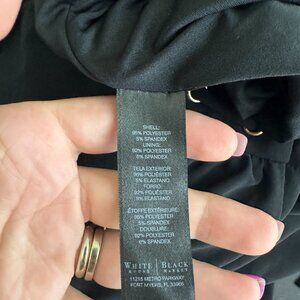 SHELL:
95% POLYESTER
5% SPANDEX
LINING:
92% POLYESTER
8% SPANDEX
TELA EXTERIOR:
95% POLIÉSTER
5% ELASTANO
FORRO:
92% POLIÉSTER
8% ELASTANO
ÉTOFFE EXTÉRIEURE:
95% POLYESTER
5% SPANDEX
DOUBLURE:
92% POLYESTER
8% SPANDEX
WHITE | BLACK
HOUSE | MARKET
11215 METRO PARKWAY
FORT MYERS, FL 33966